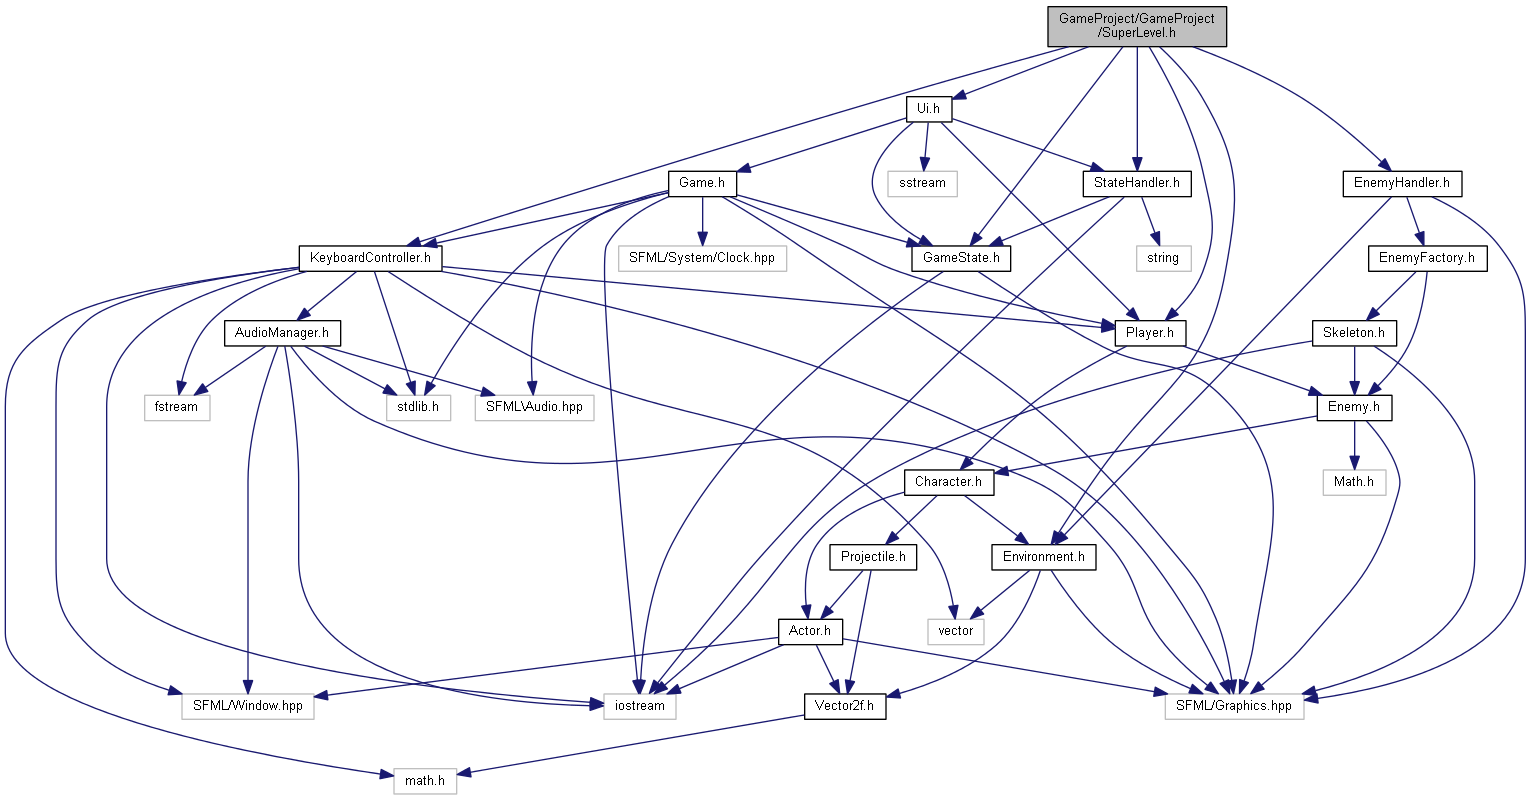 GameProject/GameProject
/SuperLevel.h
Ui.h
Game.h
sstream
StateHandler.h
EnemyHandler.h
KeyboardController.h
SFML/System/Clock.hpp
GameState.h
string
EnemyFactory.h
AudioManager.h
Player.h
Skeleton.h
fstream
stdlib.h
SFML\Audio.hpp
Enemy.h
Character.h
Math.h
Projectile.h
Environment.h
Actor.h
vector
SFML/Window.hpp
iostream
Vector2f.h
SFML/Graphics.hpp
math.h